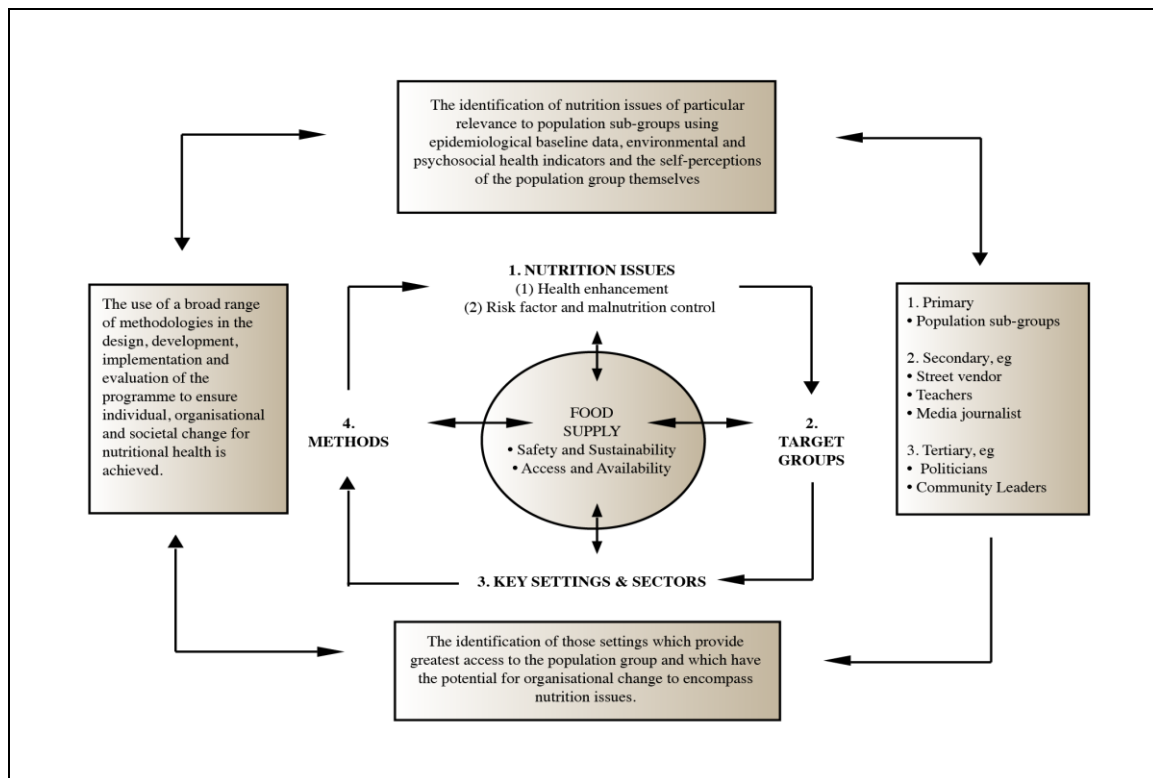 The identification of nutrition issues of particular
relevance to population sub-groups using
epidemiological baseline data, environmental and
psychosocial health indicators and the self-perceptions
of the population group themselves
The use of a broad range
of methodologies in the
design, development,
implementation and
evaluation of the
programme to ensure
individual, organisational
and societal change for
nutritional health is
achieved.
1. NUTRITION ISSUES
(1) Health enhancement
(2) Risk factor and malnutrition control
4.
METHODS
FOOD
SUPPLY
• Safety and Sustainability
• Access and Availability
2.
TARGET
GROUPS
1. Primary
• Population sub-groups
2. Secondary, eg
• Street vendor
• Teachers
• Media journalist
3. Tertiary, eg
• Politicians
• Community Leaders
3. KEY SETTINGS & SECTORS
The identification of those settings which provide
greatest access to the population group and which have
the potential for organisational change to encompass
nutrition issues.